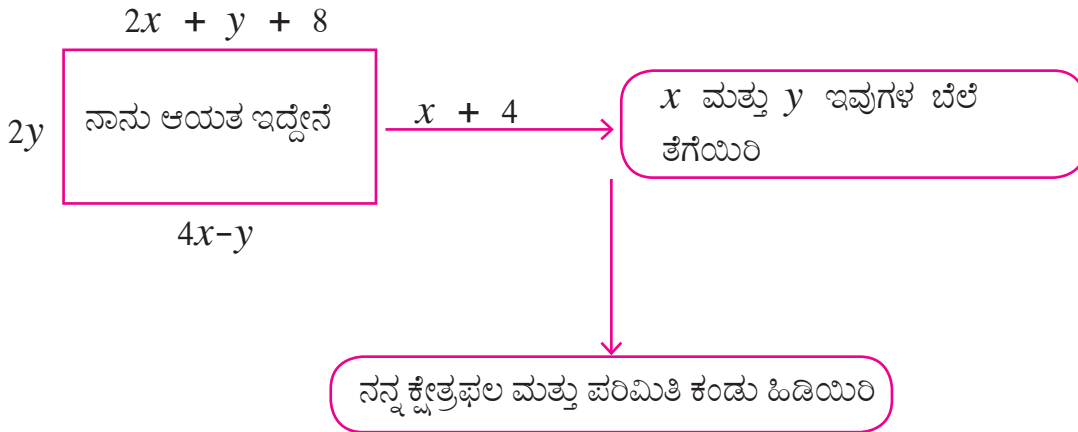 2x + y + 8
2y
ನಾನು ಆಯತ ಇದ್ದೇನೆ
x + 4
4x-y
x ಮತ್ತು y ಇವುಗಳ ಬೆಲೆ
ತೆಗೆಯಿರಿ
ನನ್ನ ಕ್ಷೇತ್ರಫಲ ಮತ್ತು ಪರಿಮಿತಿ ಕಂಡು ಹಿಡಿಯಿರಿ